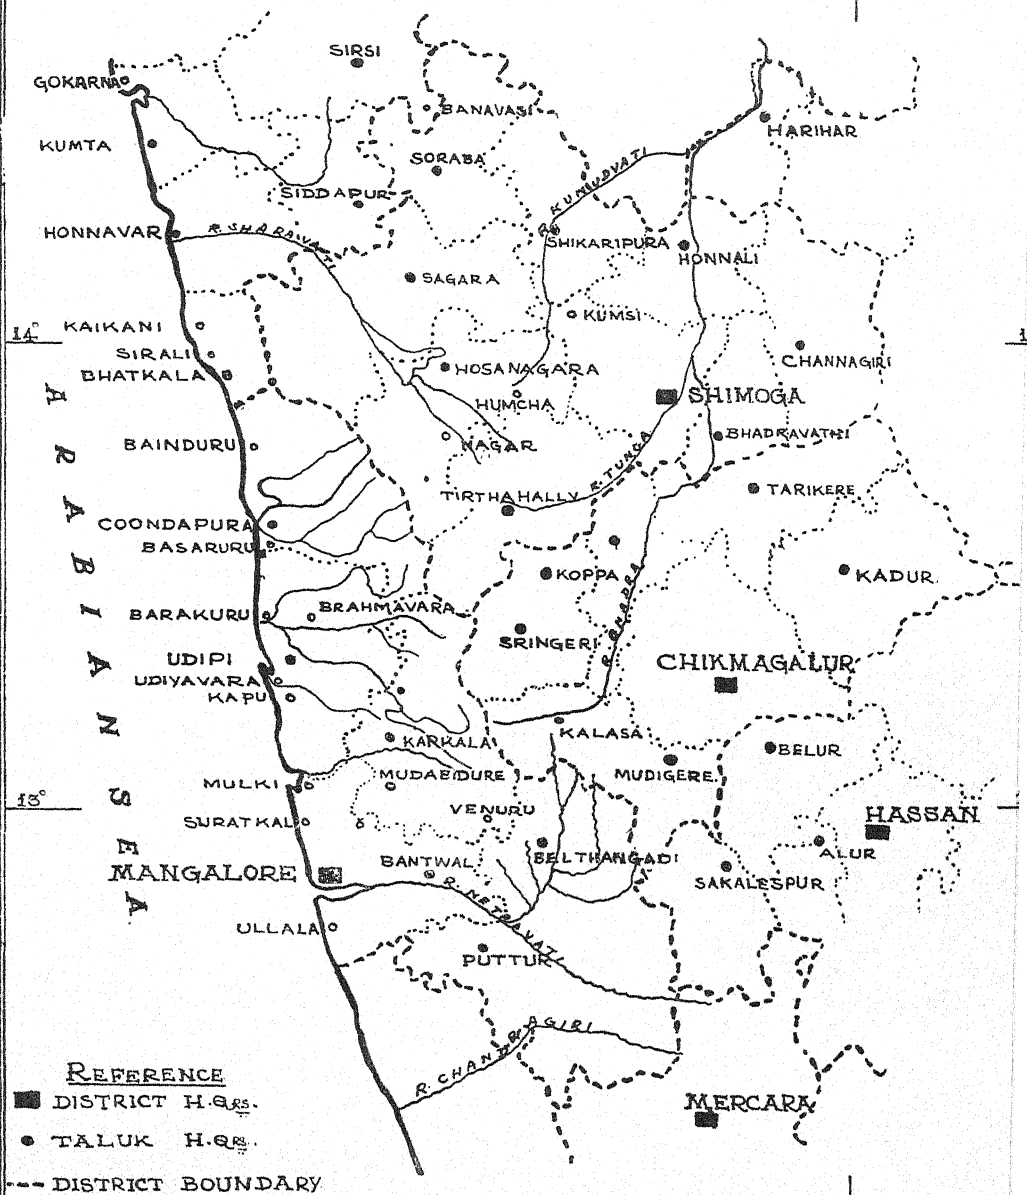 SIRSI
GOKARNA
BANAVASI
HARIHAR
KUMTA
SORABA
R. KUMUDVATI
SIDDAPUR
HONNAVAR
R. SHARAVATI
SHIKARIPURA
HONNALI
SAGARA
KUMSI
KAIKANI
14°
1
SIRALI
CHANNAGIRI
BHATKALA
HOSANAGARA
SHIMOGA
HUMCHA
BHADRAVATHI
BAINDURU
NAGAR
R. TUNGA
TIRTHAHALLY
TARIKERE
COONDAPURA
BASARURU
KOPPA
KADUR
R. BHADRA
BARAKURU
BRAHMAVARA
SRINGERI
UDIPI
CHIKMAGALUR
UDIYAVARA
KAPU
KALASA
KARKALA
BELUR
MULKI
MUDABIDURE
MUDIGERE
13°
VENURU
HASSAN
SURATKAL
ALUR
BANTWAL
BELTHANGADI
MANGALORE
SAKALESPUR
R. NETRAVATI
ULLALA
PUTTUR
ARABIAN SEA
R. CHANDRAGIRI
MERCARA
REFERENCE
DISTRICT H.QRS.
TALUK H.QRS.
DISTRICT BOUNDARY